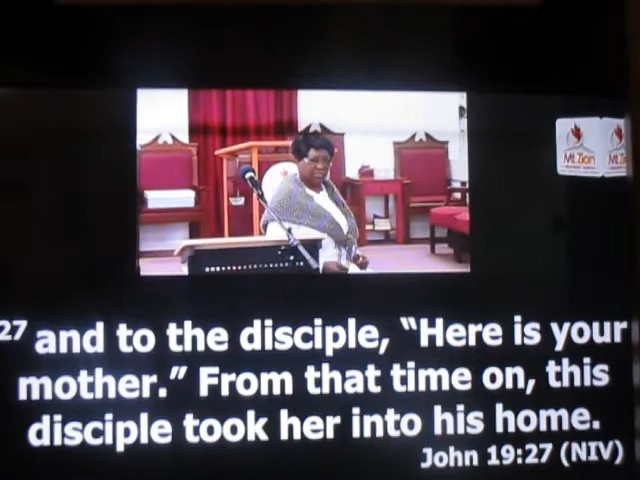 Mt Zion
Mt Z
27 and to the disciple, “Here is your
mother.” From that time on, this
disciple took her into his home.
John 19:27 (NIV)